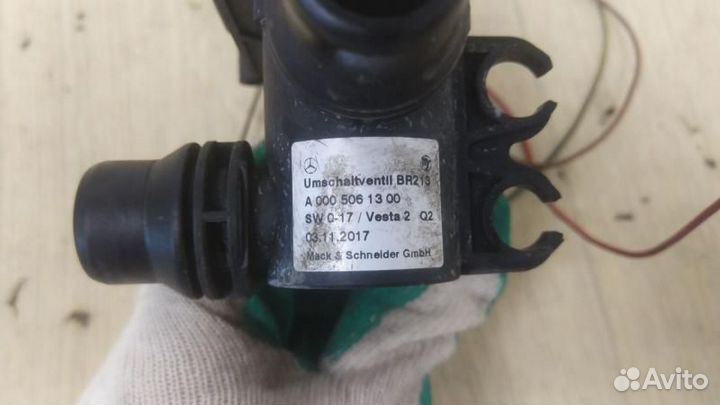 Umschaltventil BR213
A 000 506 13 00
SW 0-17 / Vesta 2 Q2
03.11.2017
Mack & Schneider GmbH
Avito